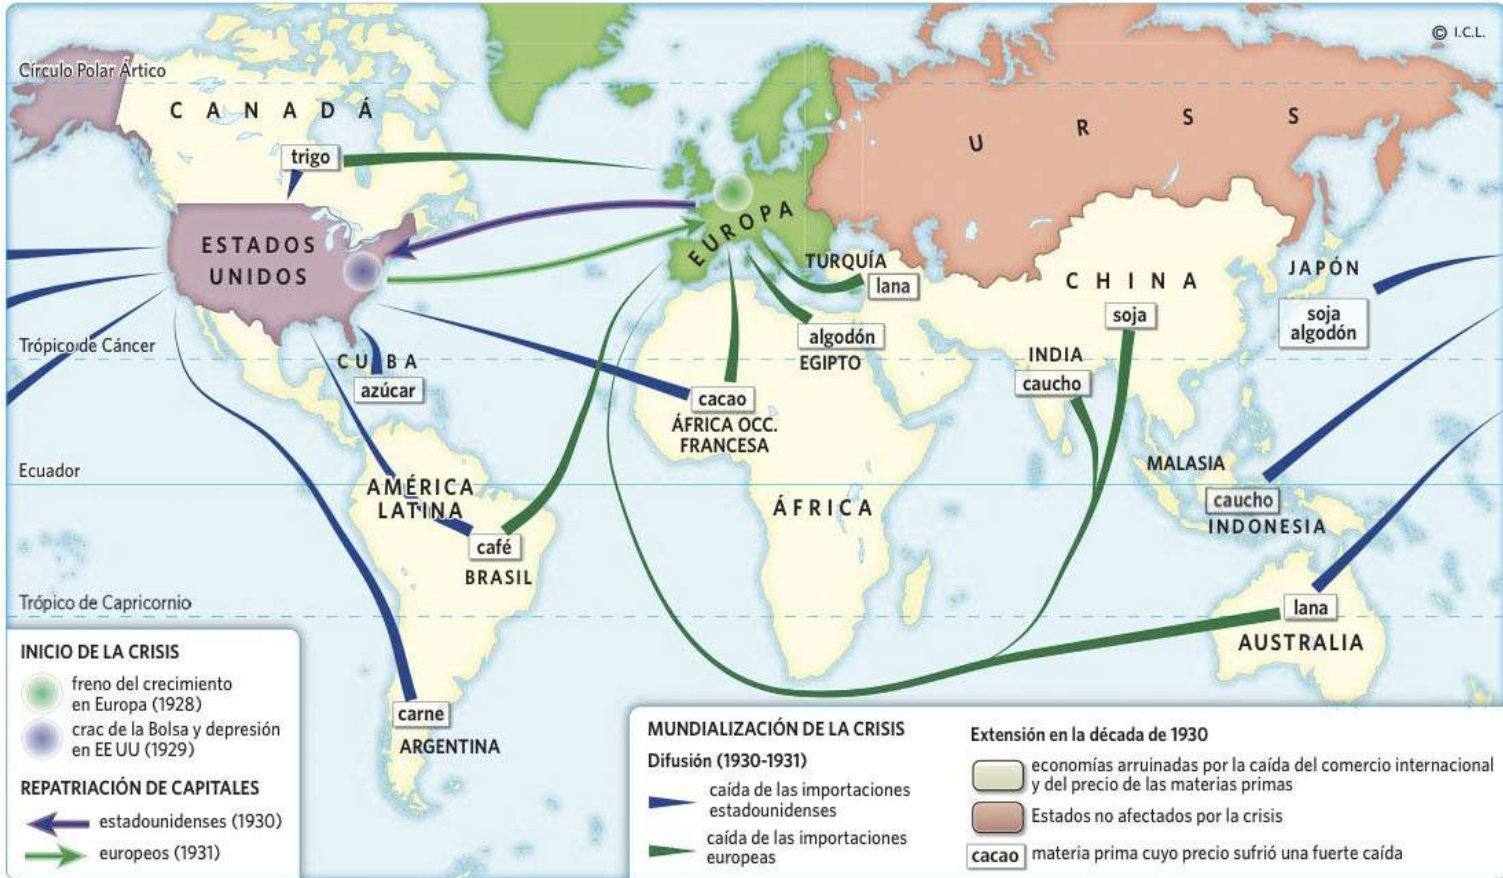 © I.C.L.
Círculo Polar Ártico
CANADÁ
trigo
URSS
ESTADOS
UNIDOS
EUROPA
TURQUÍA
lana
CHINA
JAPÓN
soja
soja
algodón
Trópico de Cáncer
CUBA
azúcar
algodón
EGIPTO
INDIA
caucho
cacao
ÁFRICA OCC.
FRANCESA
Ecuador
AMÉRICA
LATINA
MALASIA
ÁFRICA
caucho
INDONESIA
café
BRASIL
Trópico de Capricornio
lana
AUSTRALIA
carne
ARGENTINA
INICIO DE LA CRISIS
freno del crecimiento
en Europa (1928)
crac de la Bolsa y depresión
en EE UU (1929)
REPATRIACIÓN DE CAPITALES
estadounidenses (1930)
europeos (1931)
MUNDIALIZACIÓN DE LA CRISIS
Difusión (1930-1931)
caída de las importaciones
estadounidenses
caída de las importaciones
europeas
Extensión en la década de 1930
economías arruinadas por la caída del comercio internacional
y del precio de las materias primas
Estados no afectados por la crisis
cacao materia prima cuyo precio sufrió una fuerte caída